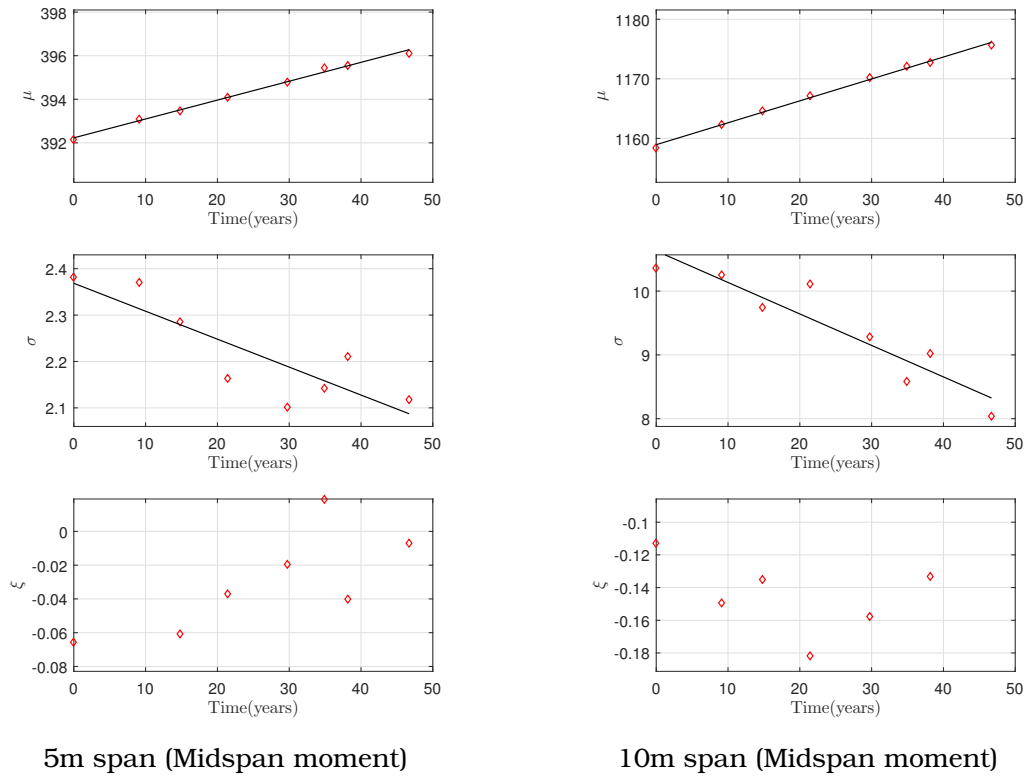 398
396
394
392
μ
0 10 20 30 40 50
Time(years)
1180
1170
1160
μ
0 10 20 30 40 50
Time(years)
2.4
2.3
2.2
2.1
σ
0 10 20 30 40 50
Time(years)
10
9
8
σ
0 10 20 30 40 50
Time(years)
0
-0.02
-0.04
-0.06
-0.08
ξ
0 10 20 30 40 50
Time(years)
-0.1
-0.12
-0.14
-0.16
-0.18
ξ
0 10 20 30 40 50
Time(years)
5m span (Midspan moment)
10m span (Midspan moment)